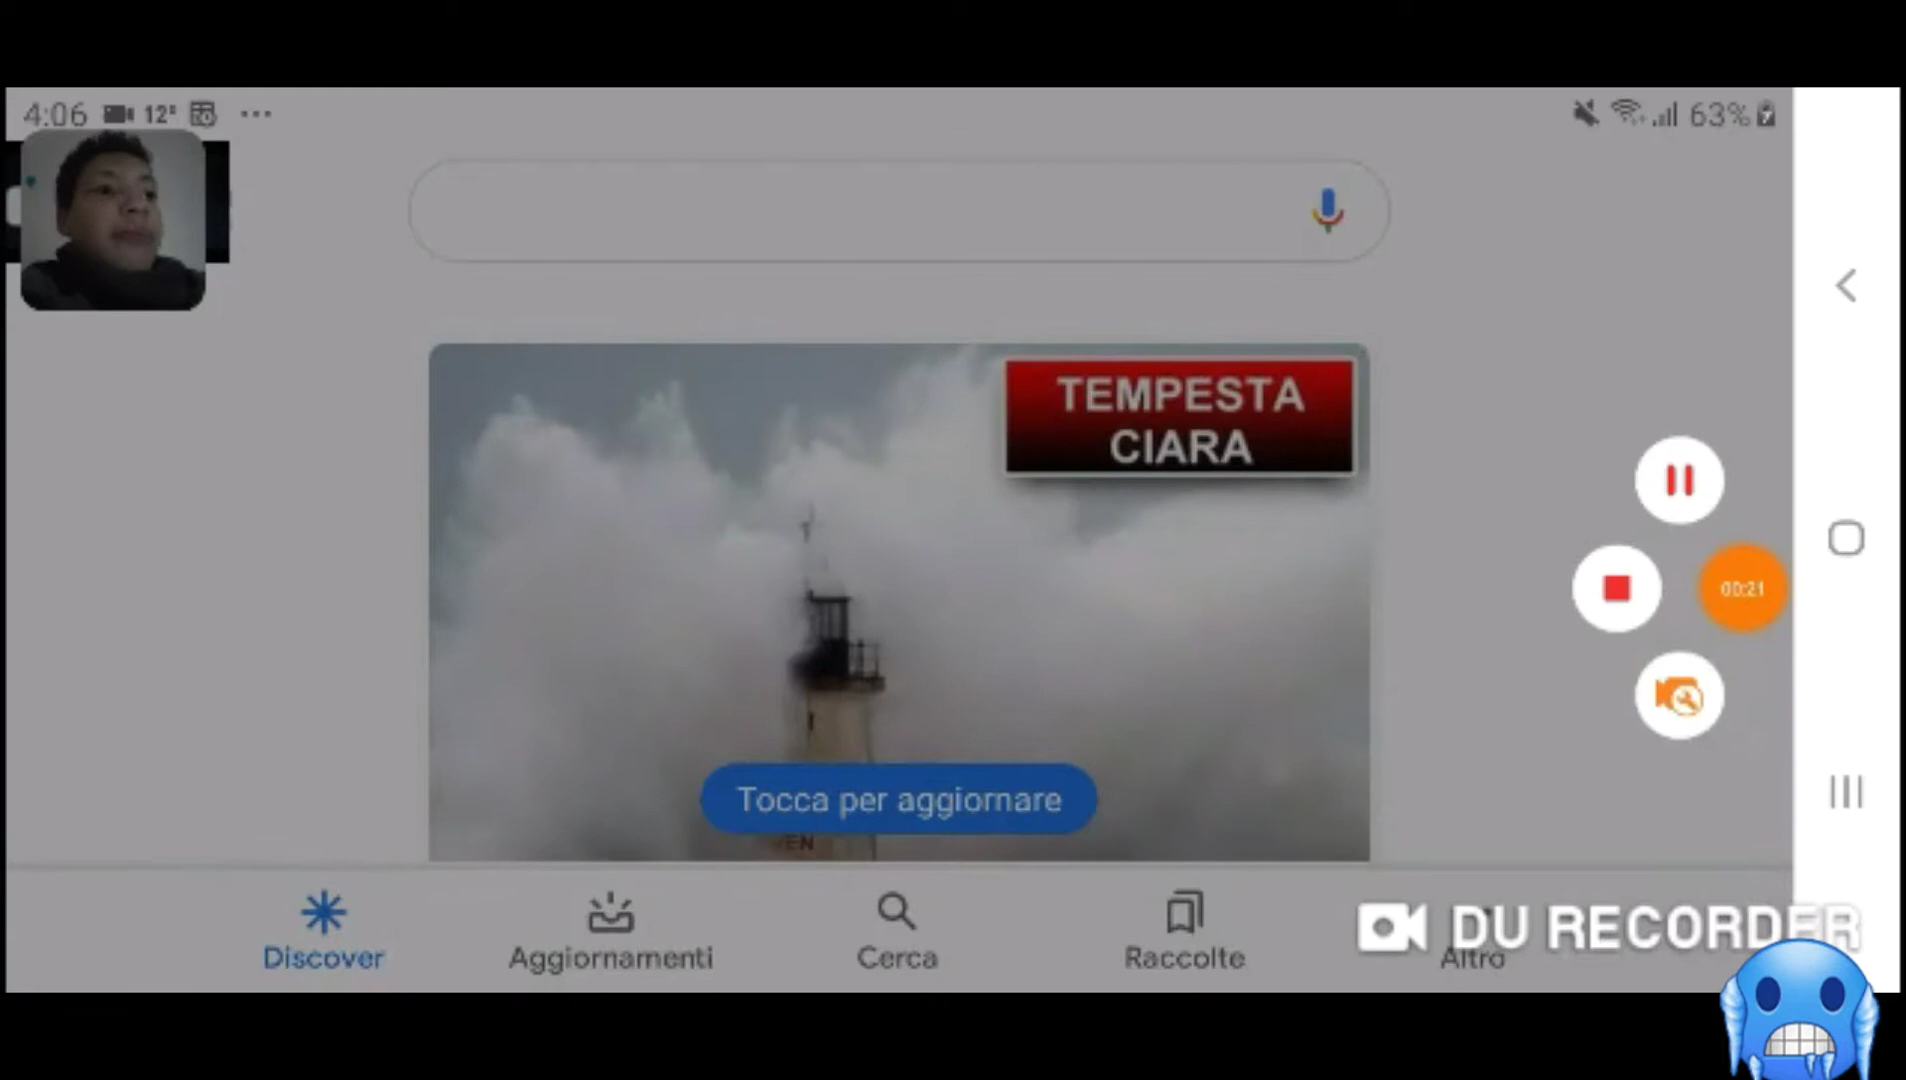 4:06 12° 63%
TEMPESTA
CIARA
00:21
Tocca per aggiornare
DU RECORDER
Discover Aggiornamenti Cerca Raccolte Altro